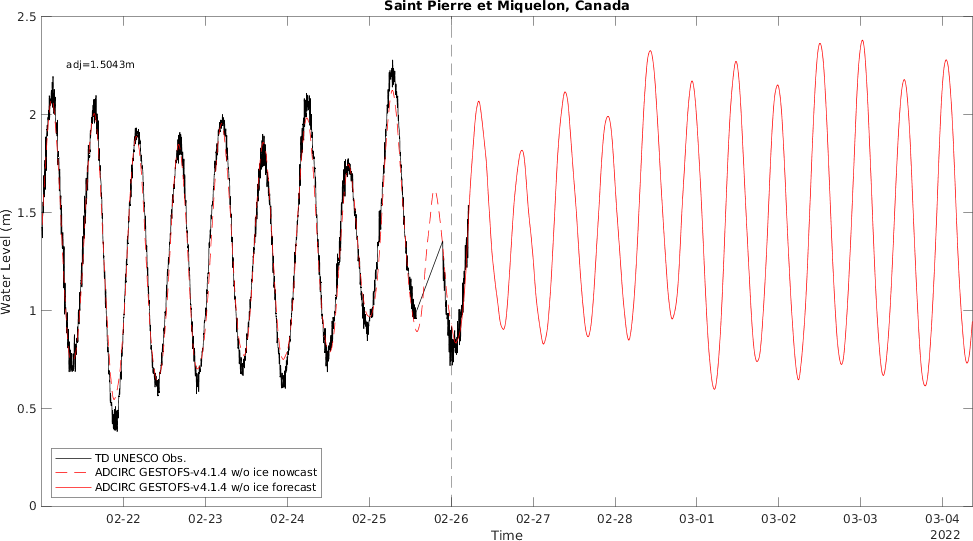 Saint Pierre et Miquelon, Canada
2.5
adj=1.5043m
2
1.5
Water Level (m)
1
0.5
TD UNESCO Obs.
ADCIRC GESTOFS-v4.1.4 w/o ice nowcast
ADCIRC GESTOFS-v4.1.4 w/o ice forecast
0
02-22 02-23 02-24 02-25 02-26 02-27 02-28 03-01 03-02 03-03 03-04
Time
2022